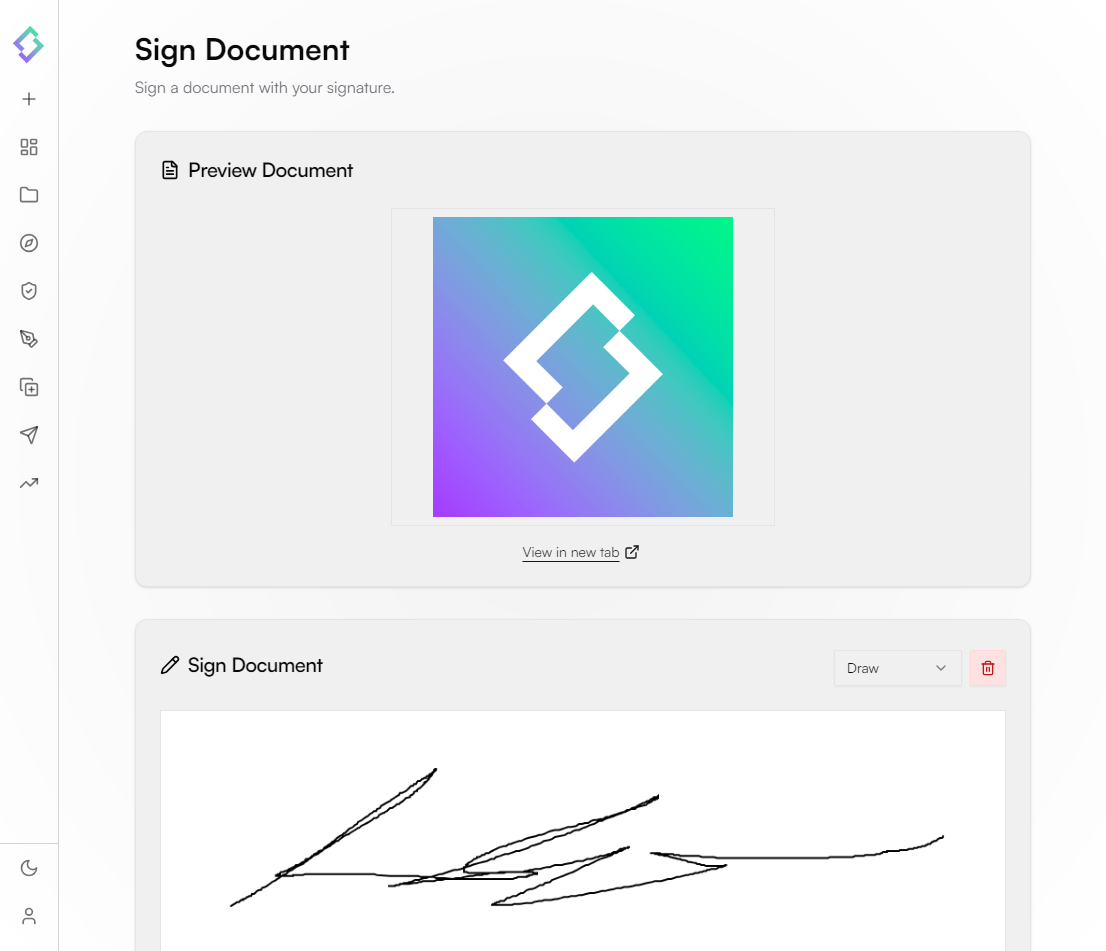 Sign Document
Sign a document with your signature.
Preview Document
View in new tab
Sign Document
Draw